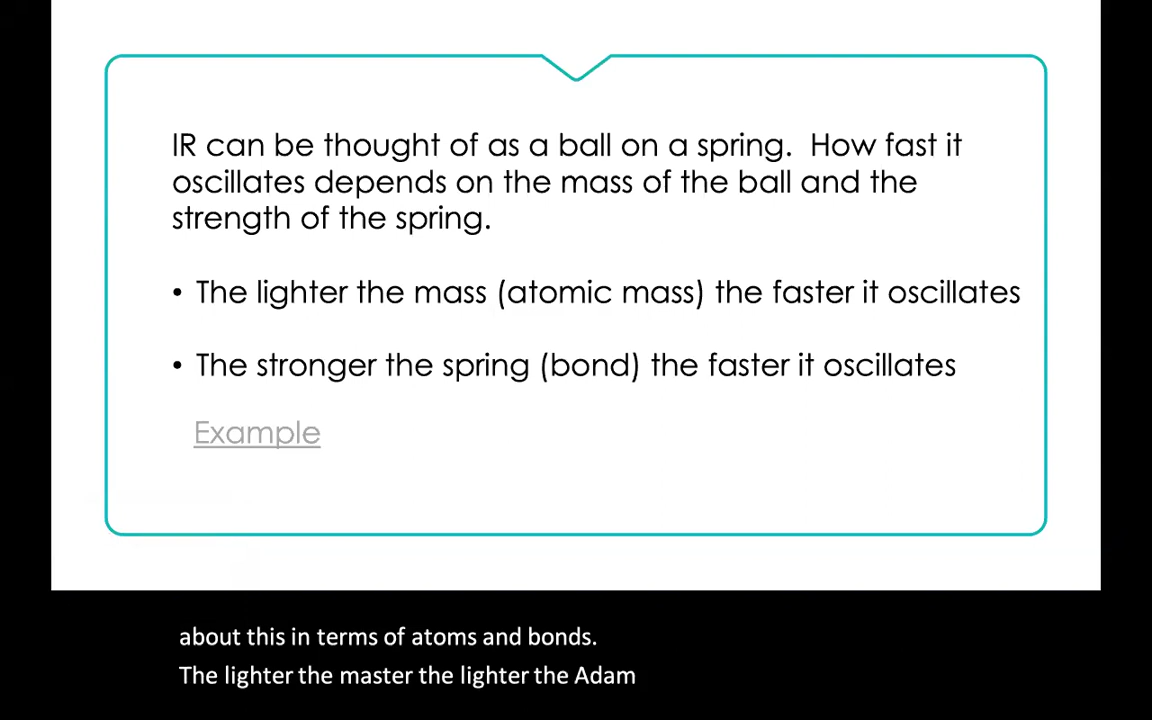 IR can be thought of as a ball on a spring. How fast it
oscillates depends on the mass of the ball and the
strength of the spring.
• The lighter the mass (atomic mass) the faster it oscillates
• The stronger the spring (bond) the faster it oscillates
Example
about this in terms of atoms and bonds.
The lighter the master the lighter the Adam